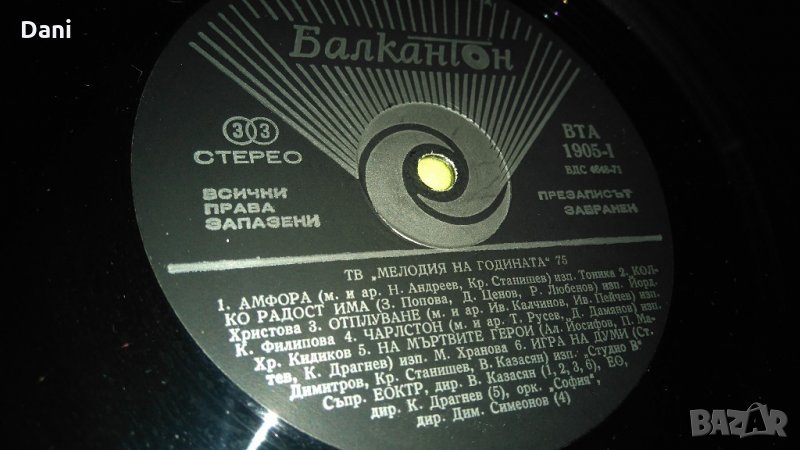 Dani
Балкантон
33
СТЕРЕО
ВСИЧКИ
ПРАВА
ЗАПАЗЕНИ
ВТА
1905-I
БДС 4848-71
ПРЕЗАПИСЪТ
ЗАБРАНЕН
ТВ „МЕЛОДИЯ НА ГОДИНАТА“ 75
1. АМФОРА (м. и ар. Н. Андреев, Кр. Станишев) изп. Тоника 2. КОЛ-
КО РАДОСТ ИМА (З. Попова, Д. Ценов, Р. Любенов) изп. Йорд.
Христова 3. ОТПЛУВАНЕ (м. и ар. Ив. Калчинов, Ив. Пейчев) изп.
К. Филипова 4. ЧАРЛСТОН (м. и ар. Т. Русев, Д. Дамянов) изп.
Хр. Кидиков 5. НА МЪРТВИТЕ ГЕРОИ (Ал. Йосифов, П. Ма-
тев, К. Драгнев) изп. М. Хранова 6. ИГРА НА ДУМИ (Ст.
Димитров, Кр. Станишев, В. Казасян) изп. „Студио В“
Съпр. ЕОКТР, дир. В. Казасян (1, 2, 3, 6), ЕО,
дир. К. Драгнев (5), орк. „София“,
дир. Дим. Симеонов (4)
BAZAR